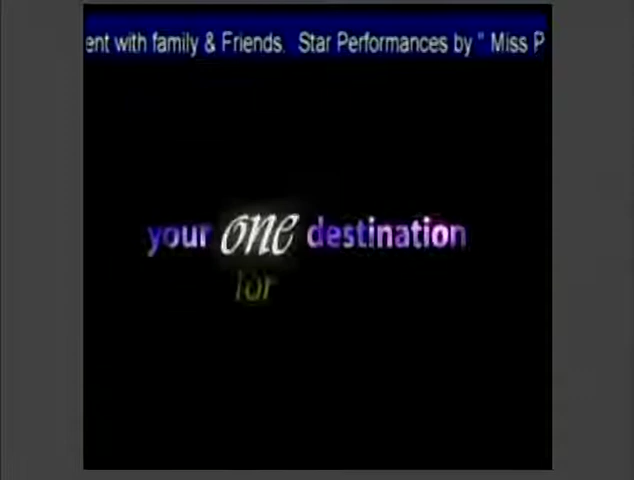 ent with family & Friends. Star Performances by " Miss P
your one destination
for